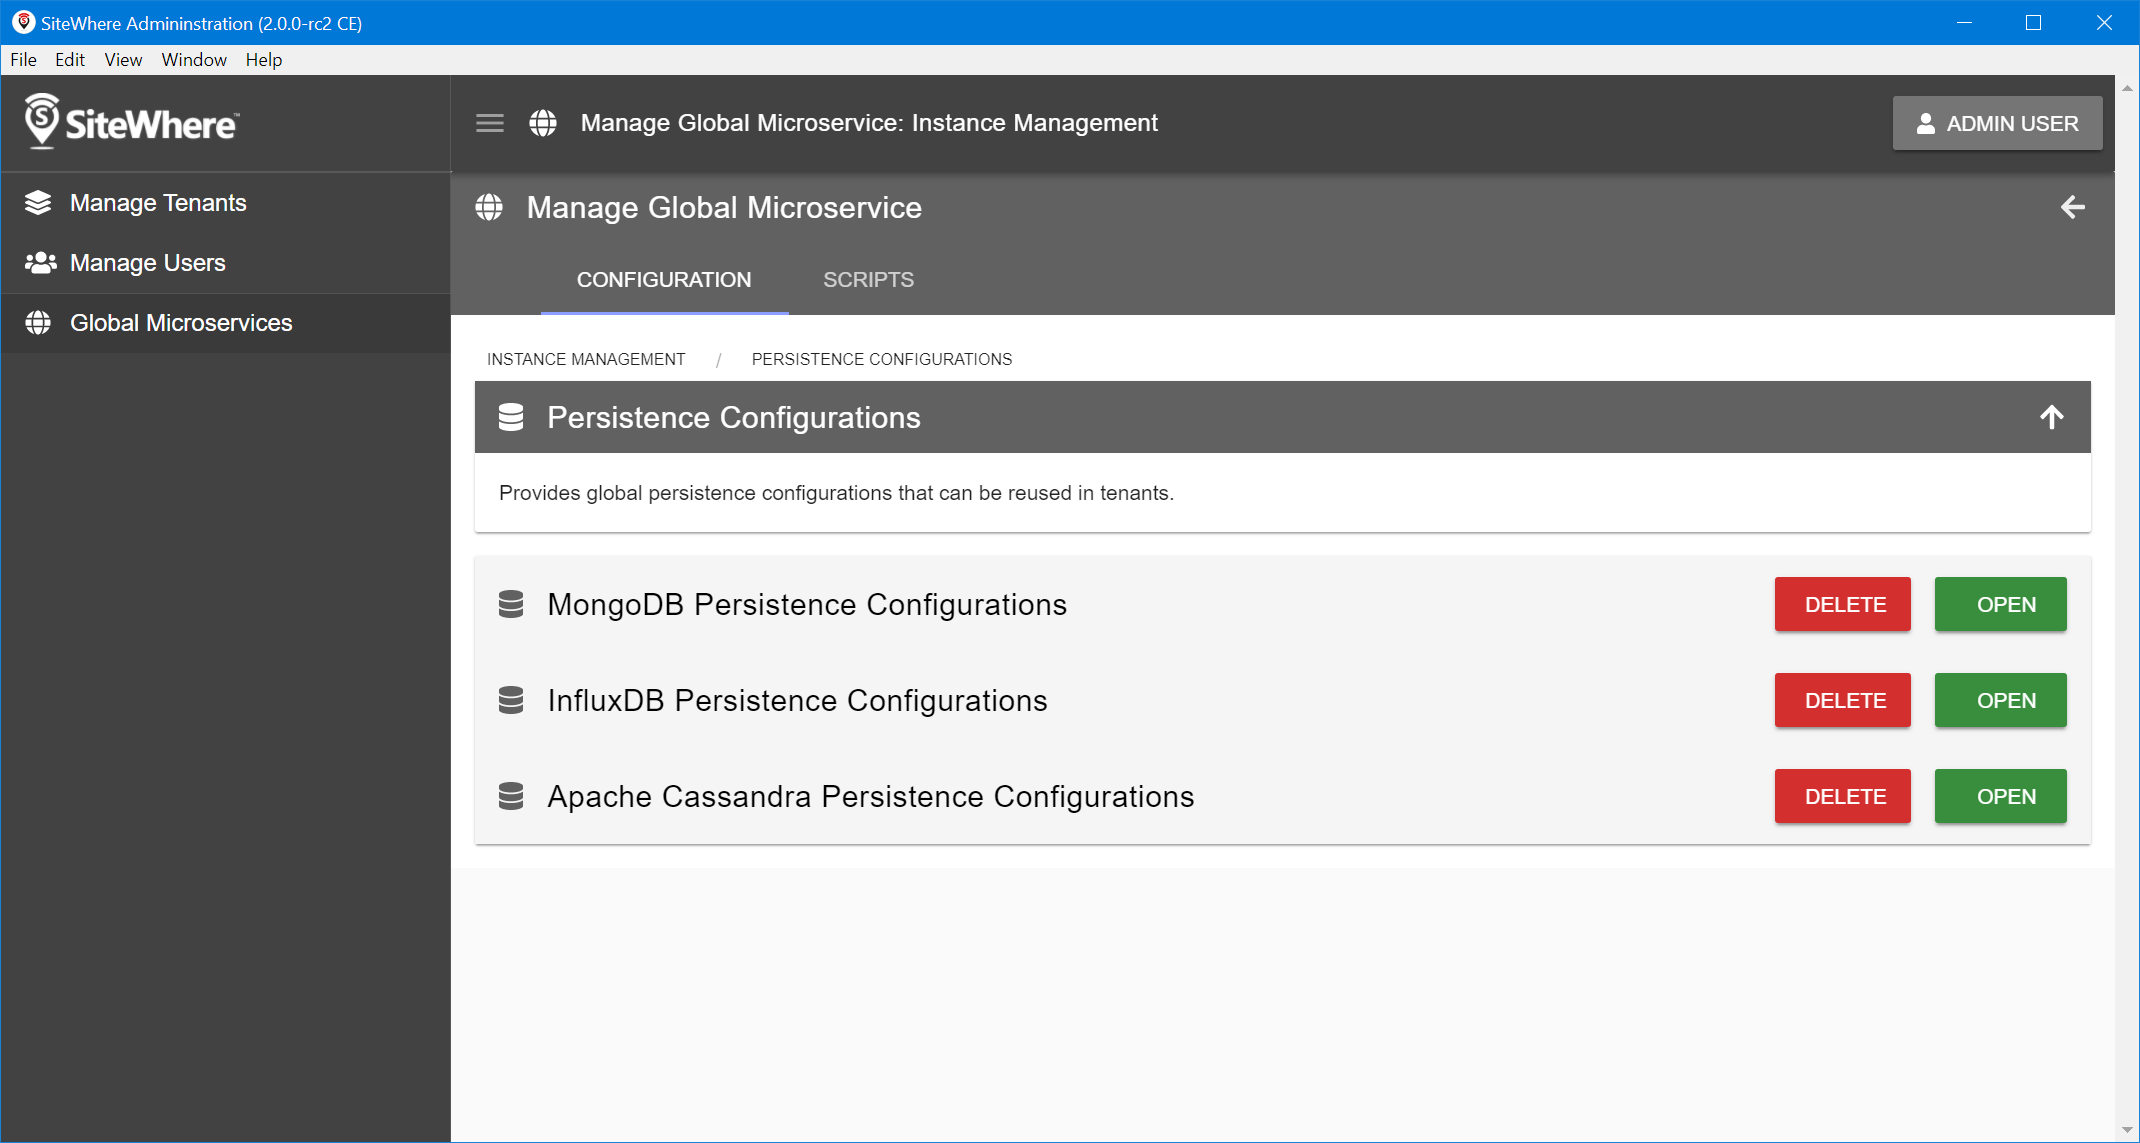 SiteWhere Admininstration (2.0.0-rc2 CE)
File Edit View Window Help
SiteWhere™
Manage Global Microservice: Instance Management
ADMIN USER
Manage Tenants
Manage Users
Global Microservices
Manage Global Microservice
CONFIGURATION SCRIPTS
INSTANCE MANAGEMENT / PERSISTENCE CONFIGURATIONS
Persistence Configurations
Provides global persistence configurations that can be reused in tenants.
MongoDB Persistence Configurations DELETE OPEN
InfluxDB Persistence Configurations DELETE OPEN
Apache Cassandra Persistence Configurations DELETE OPEN